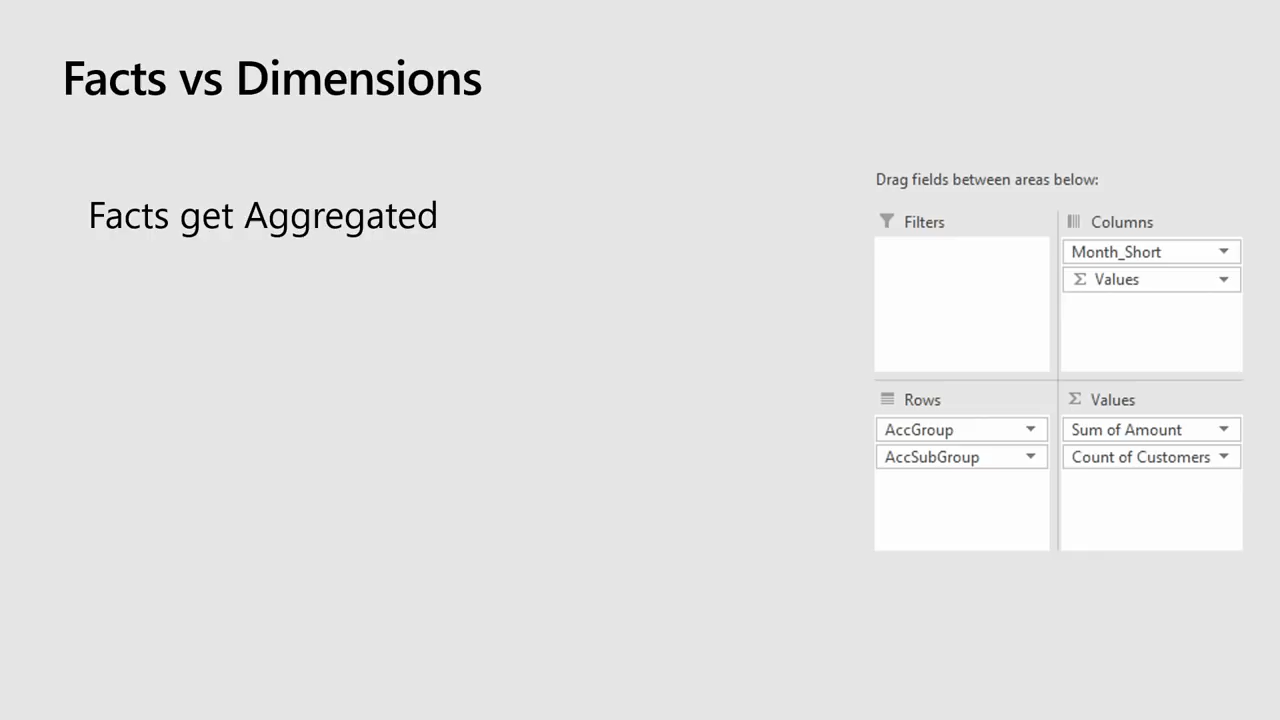 Facts vs Dimensions
Facts get Aggregated
Drag fields between areas below:
Filters
Columns
Month_Short
Σ Values
Rows
AccGroup
AccSubGroup
Σ Values
Sum of Amount
Count of Customers